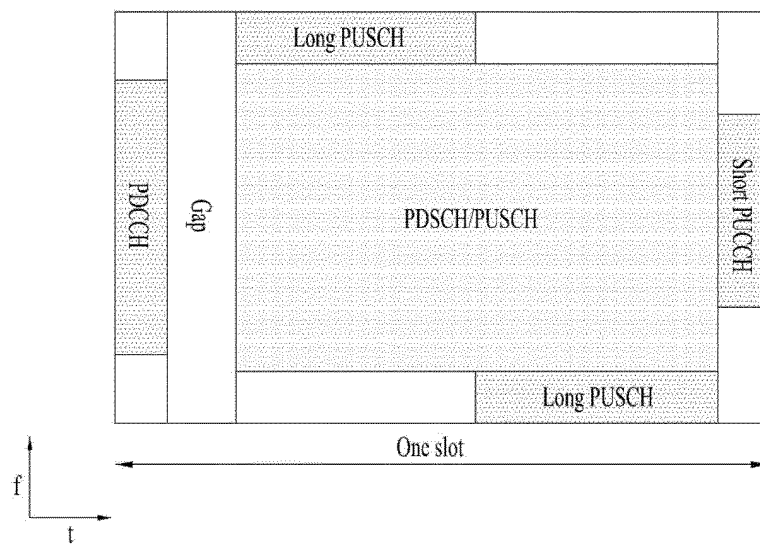 Long PUSCH
PDCCH
Gap
PDSCH/PUSCH
Short PUCCH
Long PUSCH
One slot
f
t